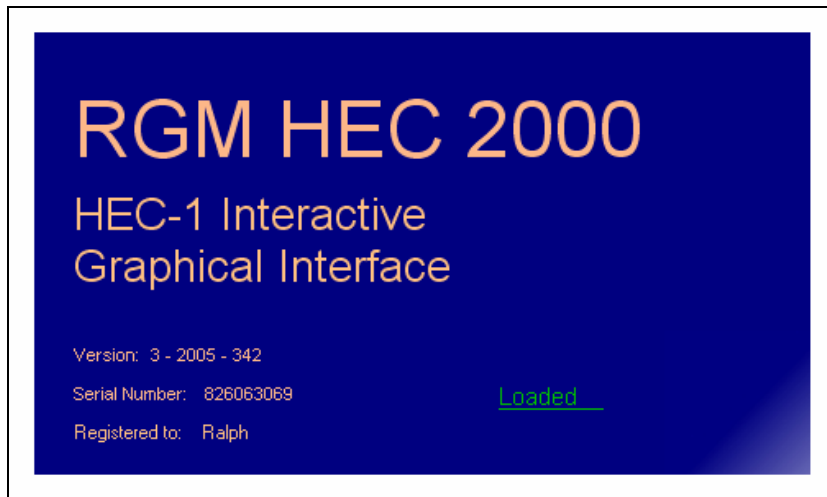 RGM HEC 2000
HEC-1 Interactive
Graphical Interface
Version: 3 - 2005 - 342
Serial Number: 826063069
Loaded
Registered to: Ralph